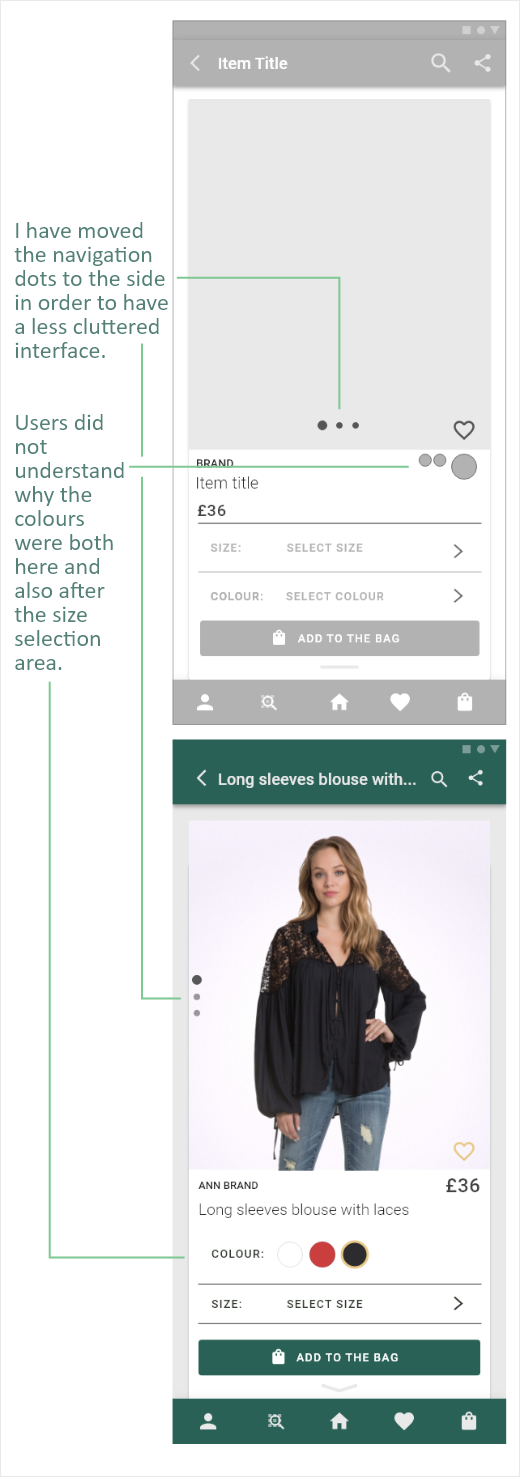 Item Title
I have moved
the navigation
dots to the side
in order to have
a less cluttered
interface.
Users did
not
understand
why the
colours
were both
here and
also after
the size
selection
area.
BRAND
Item title
£36
SIZE: SELECT SIZE
COLOUR: SELECT COLOUR
ADD TO THE BAG
Long sleeves blouse with...
ANN BRAND £36
Long sleeves blouse with laces
COLOUR:
SIZE: SELECT SIZE
ADD TO THE BAG